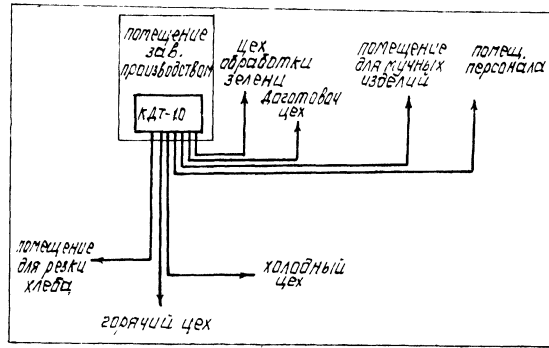 помещение
зав.
производством
КДТ-10
цех
обработки
зелени
Доготовоч
цех
помещение
для мучных
изделий
помещ.
персонала
помещение
для резки
хлеба
холодный
цех
горячий цех